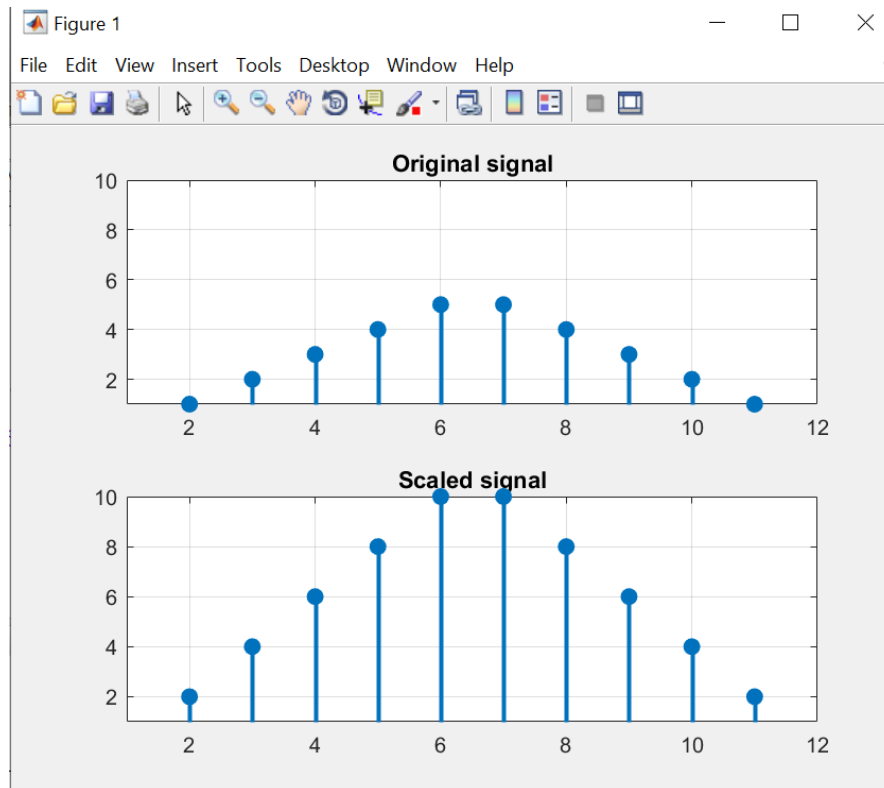 Figure 1
File Edit View Insert Tools Desktop Window Help
Original signal
10
8
6
4
2
2 4 6 8 10 12
Scaled signal
10
8
6
4
2
2 4 6 8 10 12